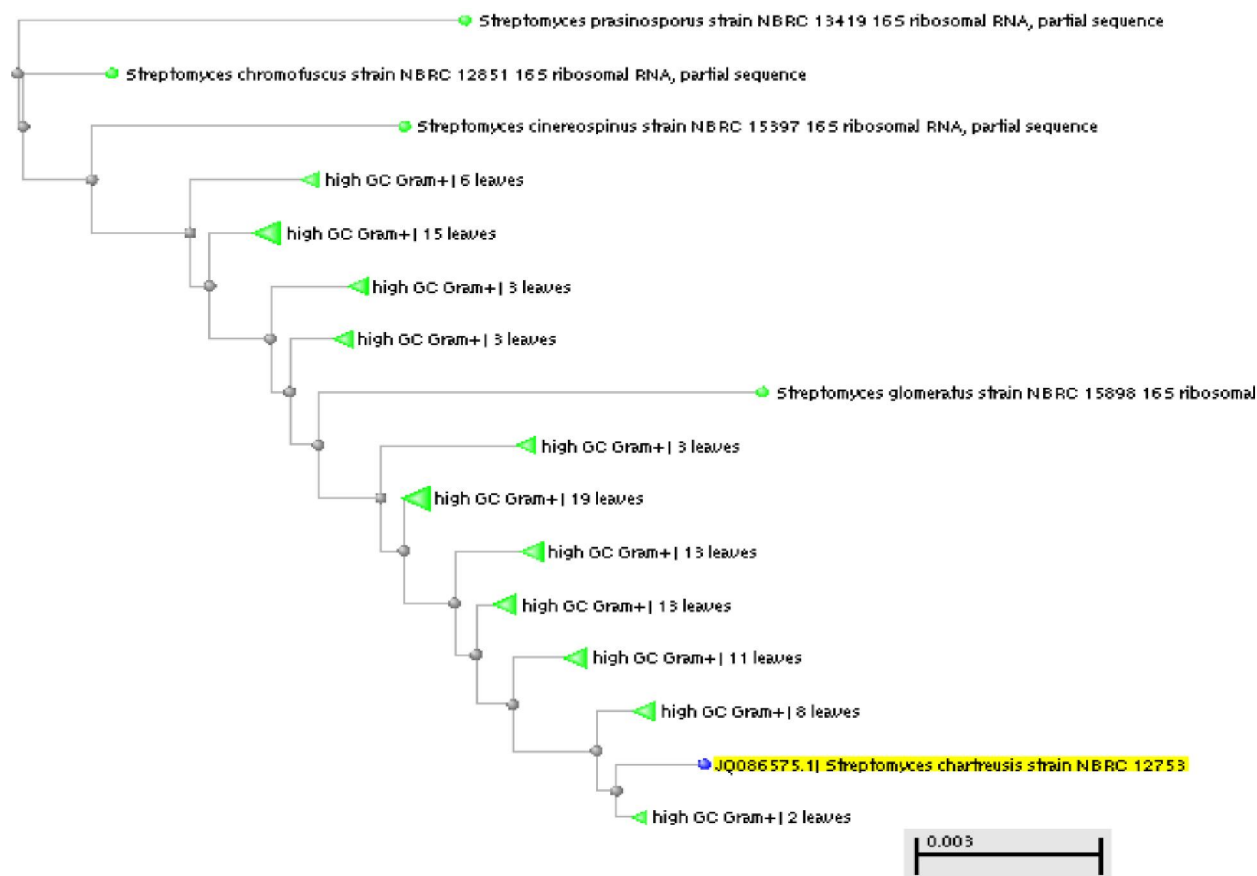 Streptomyces prasinosporus strain NBRC 13419 16S ribosomal RNA, partial sequence
Streptomyces chromofuscus strain NBRC 12851 16S ribosomal RNA, partial sequence
Streptomyces cinereospinus strain NBRC 15397 16S ribosomal RNA, partial sequence
high GC Gram+| 6 leaves
high GC Gram+| 15 leaves
high GC Gram+| 3 leaves
high GC Gram+| 3 leaves
Streptomyces glomeratus strain NBRC 15898 16S ribosomal
high GC Gram+| 3 leaves
high GC Gram+| 19 leaves
high GC Gram+| 13 leaves
high GC Gram+| 13 leaves
high GC Gram+| 11 leaves
high GC Gram+| 8 leaves
JQ086575.1| Streptomyces chartreusis strain NBRC 12753
high GC Gram+| 2 leaves
0.003